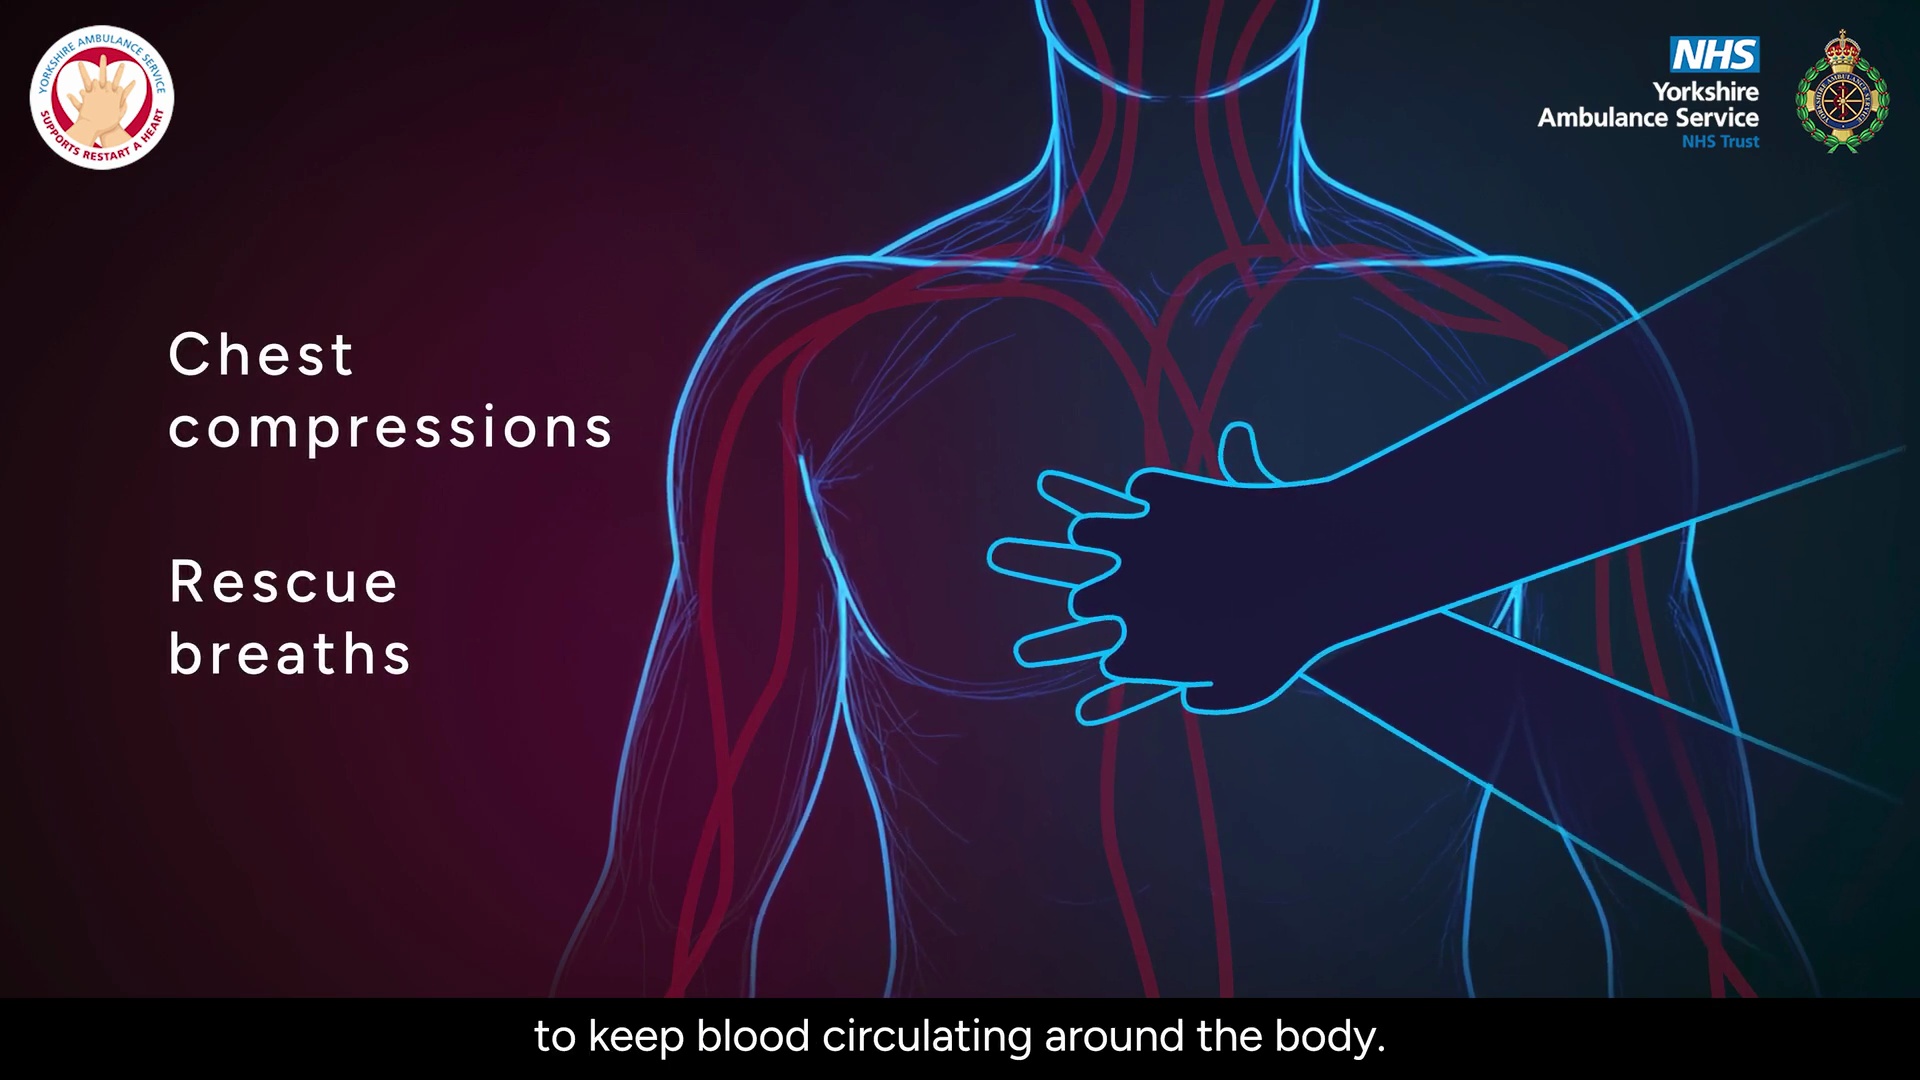 YORKSHIRE AMBULANCE SERVICE
SUPPORTS RESTART A HEART
NHS
Yorkshire
Ambulance Service
NHS Trust
Chest
compressions
Rescue
breaths
to keep blood circulating around the body.